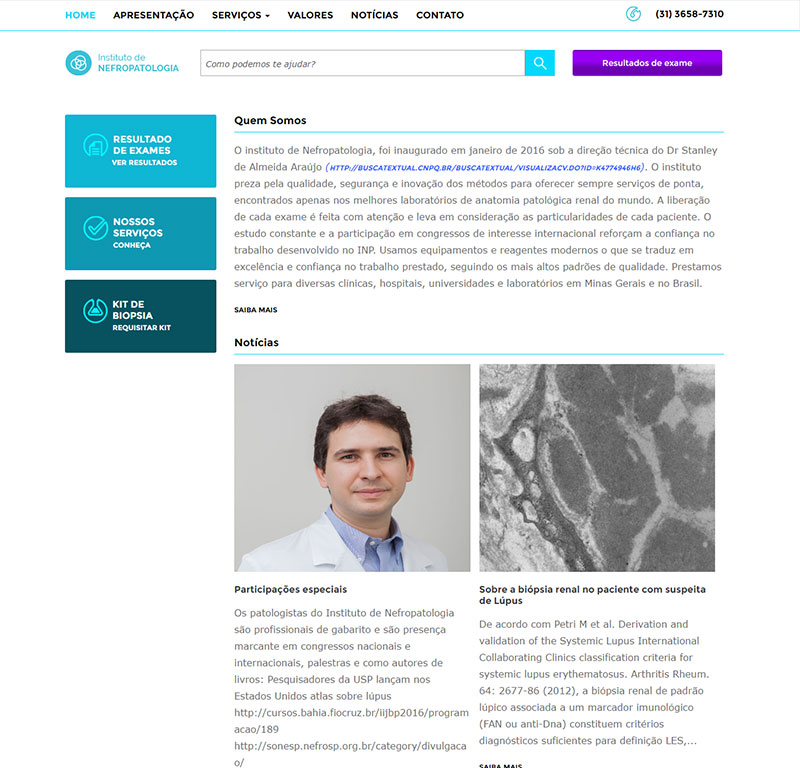 HOME APRESENTAÇÃO SERVIÇOS VALORES NOTÍCIAS CONTATO (31) 3658-7310
Instituto de
NEFROPATOLOGIA
Como podemos te ajudar?
Resultados de exame
RESULTADO
DE EXAMES
VER RESULTADOS
NOSSOS
SERVIÇOS
CONHEÇA
KIT DE
BIOPSIA
REQUISITAR KIT
Quem Somos
O instituto de Nefropatologia, foi inaugurado em janeiro de 2016 sob a direção técnica do Dr Stanley
de Almeida Araújo (HTTP://BUSCATEXTUAL.CNPQ.BR/BUSCATEXTUAL/VISUALIZACV.DO?ID=K4774946H6). O instituto
preza pela qualidade, segurança e inovação dos métodos para oferecer sempre serviços de ponta,
encontrados apenas nos melhores laboratórios de anatomia patológica renal do mundo. A liberação
de cada exame é feita com atenção e leva em consideração as particularidades de cada paciente. O
estudo constante e a participação em congressos de interesse internacional reforçam a confiança no
trabalho desenvolvido no INP. Usamos equipamentos e reagentes modernos o que se traduz em
excelência e confiança no trabalho prestado, seguindo os mais altos padrões de qualidade. Prestamos
serviço para diversas clínicas, hospitais, universidades e laboratórios em Minas Gerais e no Brasil.
SAIBA MAIS
Notícias
Participações especiais
Os patologistas do Instituto de Nefropatologia
são profissionais de gabarito e são presença
marcante em congressos nacionais e
internacionais, palestras e como autores de
livros: Pesquisadores da USP lançam nos
Estados Unidos atlas sobre lúpus
http://cursos.bahia.fiocruz.br/iijbp2016/program
acao/189
http://sonesp.nefrosp.org.br/category/divulgaca
o/
Sobre a biópsia renal no paciente com suspeita
de Lúpus
De acordo com Petri M et al. Derivation and
validation of the Systemic Lupus International
Collaborating Clinics classification criteria for
systemic lupus erythematosus. Arthritis Rheum.
64: 2677-86 (2012), a biópsia renal de padrão
lúpico associada a um marcador imunológico
(FAN ou anti-Dna) constituem critérios
diagnósticos suficientes para definição LES,...
SAIBA MAIS